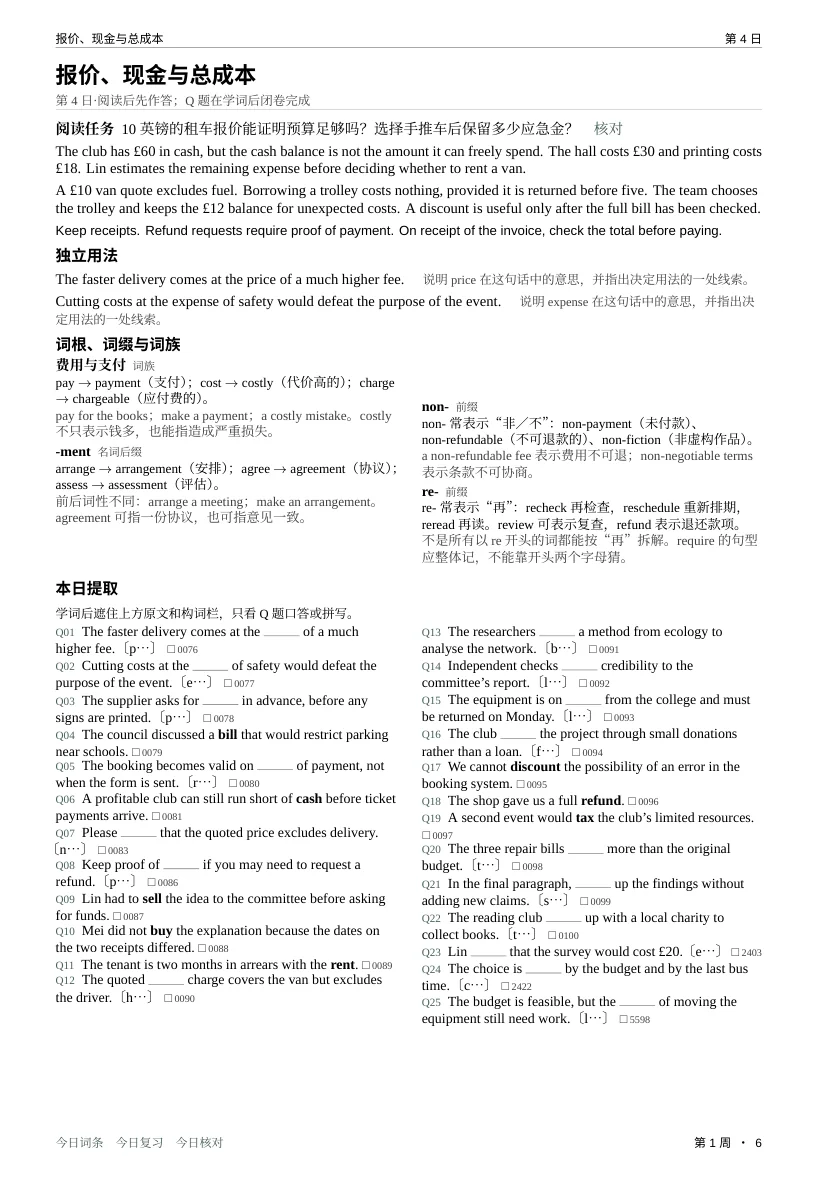 报价、现金与总成本 第 4 日
报价、现金与总成本
第 4 日·阅读后先作答；Q 题在学词后闭卷完成
阅读任务 10 英镑的租车报价能证明预算足够吗？选择手推车后保留多少应急金？ 核对
The club has £60 in cash, but the cash balance is not the amount it can freely spend. The hall costs £30 and printing costs
£18. Lin estimates the remaining expense before deciding whether to rent a van.
A £10 van quote excludes fuel. Borrowing a trolley costs nothing, provided it is returned before five. The team chooses
the trolley and keeps the £12 balance for unexpected costs. A discount is useful only after the full bill has been checked.
Keep receipts. Refund requests require proof of payment. On receipt of the invoice, check the total before paying.
独立用法
The faster delivery comes at the price of a much higher fee. 说明 price 在这句话中的意思，并指出决定用法的一处线索。
Cutting costs at the expense of safety would defeat the purpose of the event. 说明 expense 在这句话中的意思，并指出决
定用法的一处线索。
词根、词缀与词族
费用与支付 词族
pay → payment（支付）；cost → costly（代价高的）；charge
→ chargeable（应付费的）。
pay for the books；make a payment；a costly mistake。costly
不只表示钱多，也能指造成严重损失。
-ment 名词后缀
arrange → arrangement（安排）；agree → agreement（协议）；
assess → assessment（评估）。
前后词性不同：arrange a meeting；make an arrangement。
agreement 可指一份协议，也可指意见一致。
non- 前缀
non- 常表示“非／不”：non-payment（未付款）、
non-refundable（不可退款的）、non-fiction（非虚构作品）。
a non-refundable fee 表示费用不可退；non-negotiable terms
表示条款不可协商。
re- 前缀
re- 常表示“再”：recheck 再检查，reschedule 重新排期，
reread 再读。review 可表示复查，refund 表示退还款项。
不是所有以 re 开头的词都能按“再”拆解。require 的句型
应整体记，不能靠开头两个字母猜。
本日提取
学词后遮住上方原文和构词栏，只看 Q 题口答或拼写。
Q01 The faster delivery comes at the _____ of a much
higher fee.〔p···〕 □ 0076
Q02 Cutting costs at the _____ of safety would defeat the
purpose of the event.〔e···〕 □ 0077
Q03 The supplier asks for _____ in advance, before any
signs are printed.〔p···〕 □ 0078
Q04 The council discussed a bill that would restrict parking
near schools. □ 0079
Q05 The booking becomes valid on _____ of payment, not
when the form is sent.〔r···〕 □ 0080
Q06 A profitable club can still run short of cash before ticket
payments arrive. □ 0081
Q07 Please _____ that the quoted price excludes delivery.
〔n···〕 □ 0083
Q08 Keep proof of _____ if you may need to request a
refund.〔p···〕 □ 0086
Q09 Lin had to sell the idea to the committee before asking
for funds. □ 0087
Q10 Mei did not buy the explanation because the dates on
the two receipts differed. □ 0088
Q11 The tenant is two months in arrears with the rent. □ 0089
Q12 The quoted _____ charge covers the van but excludes
the driver.〔h···〕 □ 0090
Q13 The researchers _____ a method from ecology to
analyse the network.〔b···〕 □ 0091
Q14 Independent checks _____ credibility to the
committee’s report.〔l···〕 □ 0092
Q15 The equipment is on _____ from the college and must
be returned on Monday.〔l···〕 □ 0093
Q16 The club _____ the project through small donations
rather than a loan.〔f···〕 □ 0094
Q17 We cannot discount the possibility of an error in the
booking system. □ 0095
Q18 The shop gave us a full refund. □ 0096
Q19 A second event would tax the club’s limited resources.
□ 0097
Q20 The three repair bills _____ more than the original
budget.〔t···〕 □ 0098
Q21 In the final paragraph, _____ up the findings without
adding new claims.〔s···〕 □ 0099
Q22 The reading club _____ up with a local charity to
collect books.〔t···〕 □ 0100
Q23 Lin _____ that the survey would cost £20.〔e···〕 □ 2403
Q24 The choice is _____ by the budget and by the last bus
time.〔c···〕 □ 2422
Q25 The budget is feasible, but the _____ of moving the
equipment still need work.〔l···〕 □ 5598
今日词条 今日复习 今日核对 第 1 周 · 6